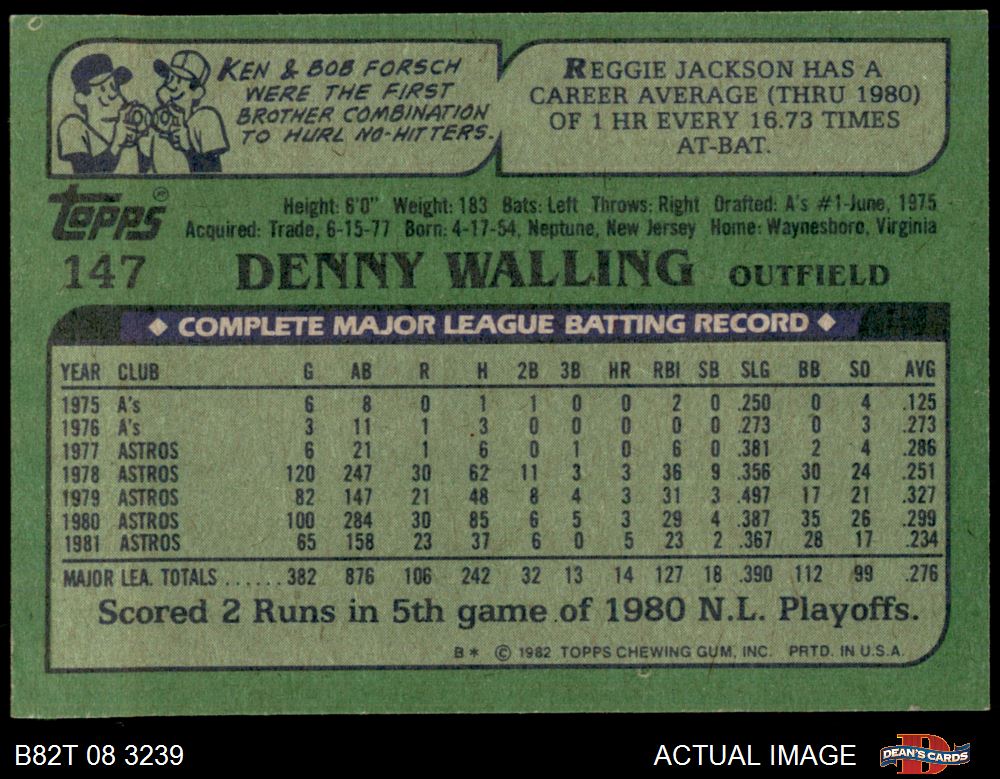 KEN & BOB FORSCH
WERE THE FIRST
BROTHER COMBINATION
TO HURL NO-HITTERS.
REGGIE JACKSON HAS A
CAREER AVERAGE (THRU 1980)
OF 1 HR EVERY 16.73 TIMES
AT-BAT.
Topps®
Height: 6'0" Weight: 183 Bats: Left Throws: Right Drafted: A's #1-June, 1975
Acquired: Trade, 6-15-77 Born: 4-17-54, Neptune, New Jersey Home: Waynesboro, Virginia
147 DENNY WALLING OUTFIELD
◆ COMPLETE MAJOR LEAGUE BATTING RECORD ◆
YEAR CLUB G AB R H 2B 3B HR RBI SB SLG BB SO AVG
1975 A's 6 8 0 1 1 0 0 2 0 .250 0 4 .125
1976 A's 3 11 1 3 0 0 0 0 0 .273 0 3 .273
1977 ASTROS 6 21 1 6 0 1 0 6 0 .381 2 4 .286
1978 ASTROS 120 247 30 62 11 3 3 36 9 .356 30 24 .251
1979 ASTROS 82 147 21 48 8 4 3 31 3 .497 17 21 .327
1980 ASTROS 100 284 30 85 6 5 3 29 4 .387 35 26 .299
1981 ASTROS 65 158 23 37 6 0 5 23 2 .367 28 17 .234
MAJOR LEA. TOTALS ...... 382 876 106 242 32 13 14 127 18 .390 112 99 .276
Scored 2 Runs in 5th game of 1980 N.L. Playoffs.
B* © 1982 TOPPS CHEWING GUM, INC. PRTD. IN U.S.A.
B82T 08 3239 ACTUAL IMAGE DEAN'S CARDS